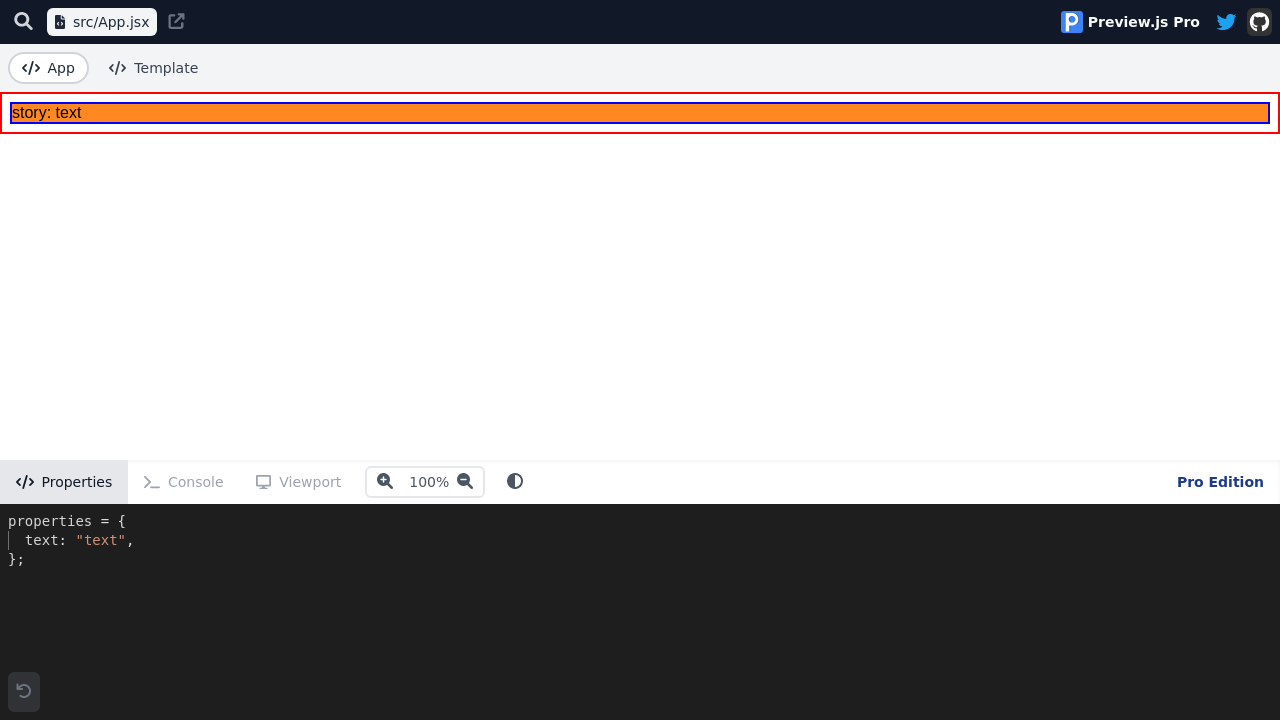 src/App.jsx
Preview.js Pro
App
Template
story: text
Properties
Console
Viewport
100%
Pro Edition
properties = {
  text: "text",
};